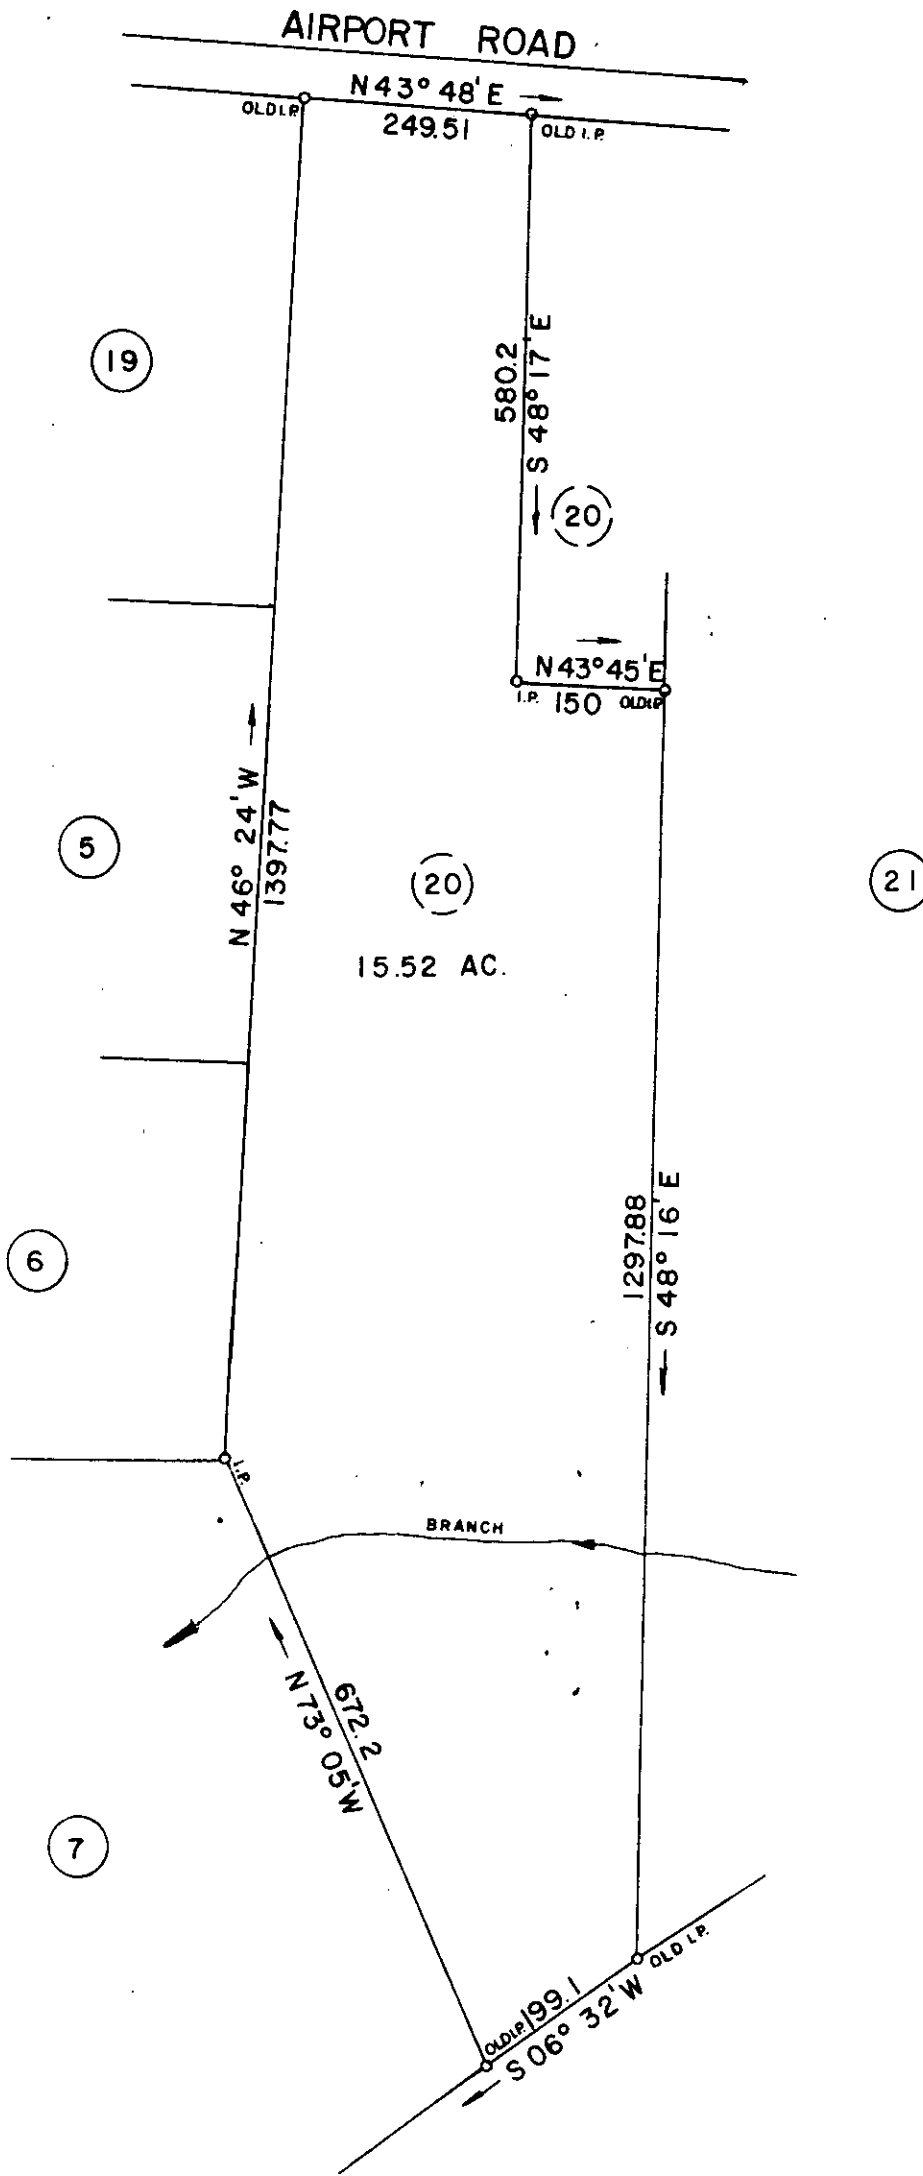 AIRPORT ROAD
N 43° 48' E
OLD I.P.
249.51
OLD I.P.
19
580.2
S 48° 17' E
20
N 43° 45' E
I.P.
150
OLD I.P.
N 46° 24' W
1397.77
5
20
21
15.52 AC.
1297.88
S 48° 16' E
6
I.P.
BRANCH
672.2
N 73° 05' W
7
OLD I.P.
OLD I.P.
199.1
S 06° 32' W